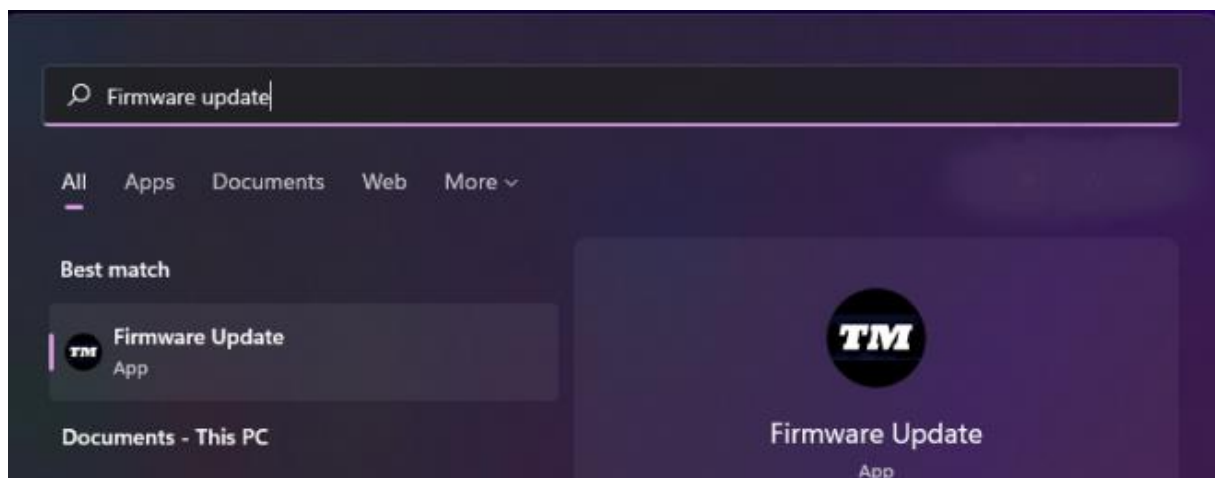 Firmware update
All Apps Documents Web More
Best match
TM
Firmware Update
App
TM
Firmware Update
App
Documents - This PC